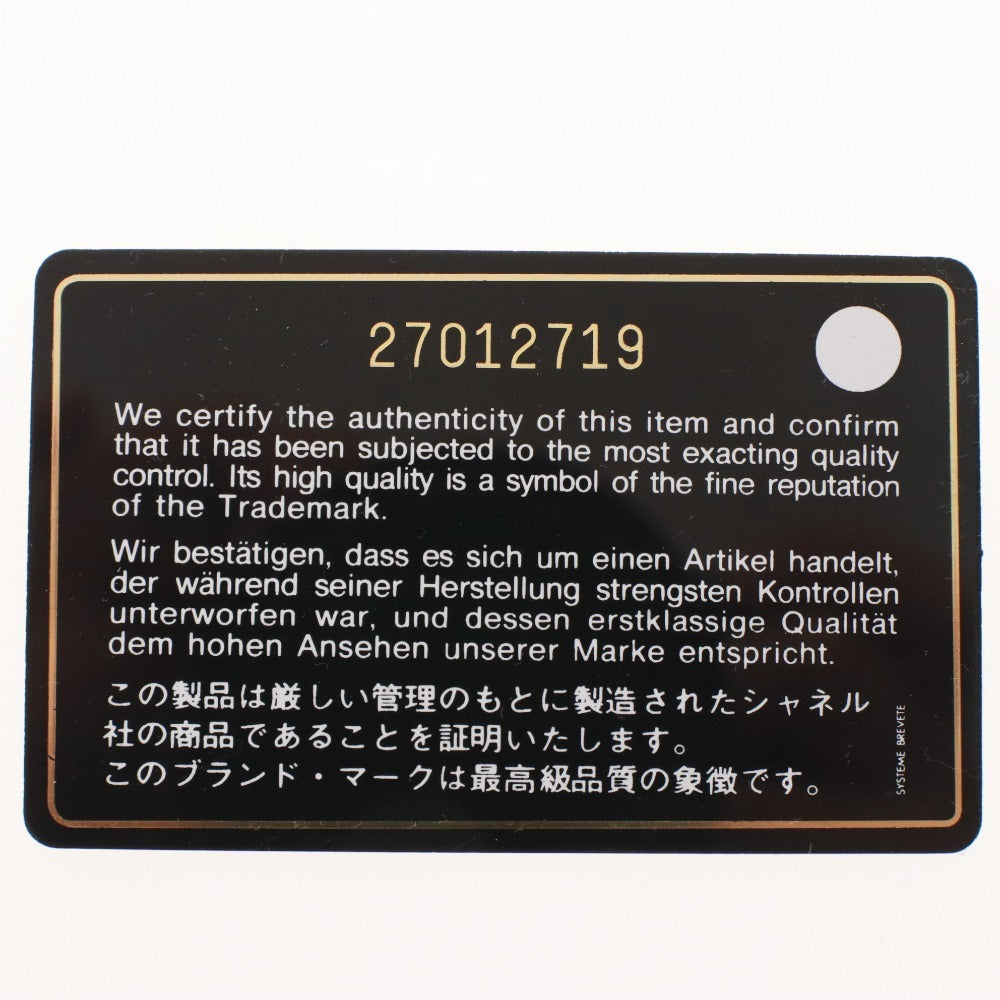 27012719
We certify the authenticity of this item and confirm
that it has been subjected to the most exacting quality
control. Its high quality is a symbol of the fine reputation
of the Trademark.
Wir bestätigen, dass es sich um einen Artikel handelt,
der während seiner Herstellung strengsten Kontrollen
unterworfen war, und dessen erstklassige Qualität
dem hohen Ansehen unserer Marke entspricht.
この製品は厳しい管理のもとに製造されたシャネル
社の商品であることを証明いたします。
このブランド・マークは最高級品質の象徴です。
SYSTEME BREVETE